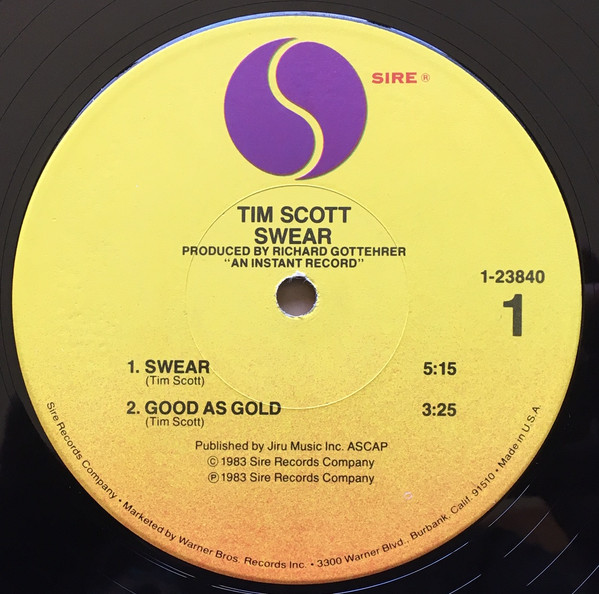 SIRE ®
TIM SCOTT
SWEAR
PRODUCED BY RICHARD GOTTEHRER
"AN INSTANT RECORD"
1-23840
1
1. SWEAR 5:15
(Tim Scott)
2. GOOD AS GOLD 3:25
(Tim Scott)
Published by Jiru Music Inc. ASCAP
© 1983 Sire Records Company
℗ 1983 Sire Records Company
Sire Records Company • Marketed by Warner Bros. Records Inc. • 3300 Warner Blvd., Burbank, Calif. 91510 • Made in U.S.A.